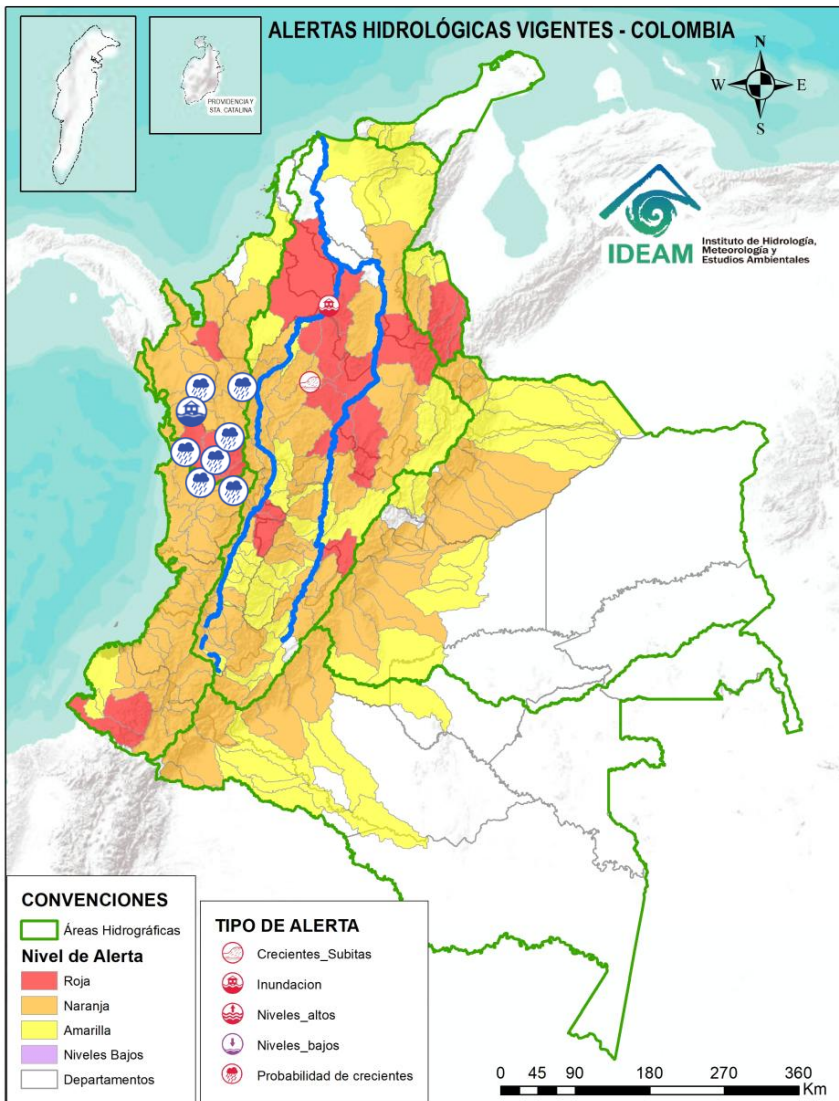 ALERTAS HIDROLÓGICAS VIGENTES - COLOMBIA
PROVIDENCIA Y
STA. CATALINA
N
W
E
S
IDEAM
Instituto de Hidrología,
Meteorología y
Estudios Ambientales
CONVENCIONES
Áreas Hidrográficas
Nivel de Alerta
Roja
Naranja
Amarilla
Niveles Bajos
Departamentos
TIPO DE ALERTA
Crecientes_Subitas
Inundacion
Niveles_altos
Niveles_bajos
Probabilidad de crecientes
0 45 90 180 270 360
Km